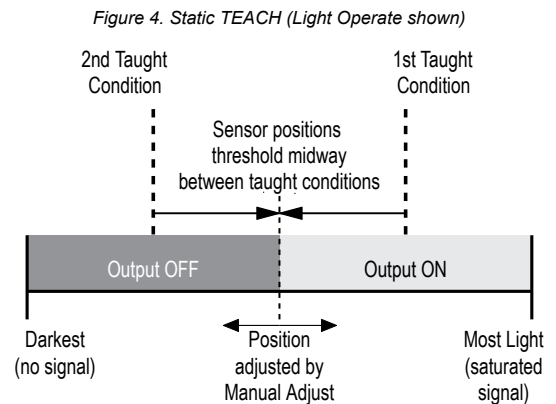 Figure 4. Static TEACH (Light Operate shown)
2nd Taught
Condition
1st Taught
Condition
Sensor positions
threshold midway
between taught conditions
Output OFF
Output ON
Darkest
(no signal)
Position
adjusted by
Manual Adjust
Most Light
(saturated
signal)